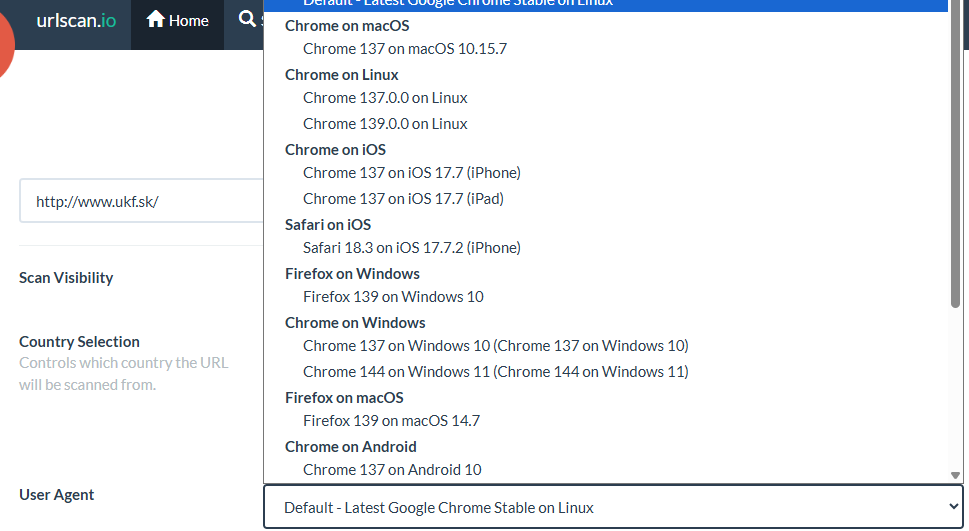 urlscan.io
Home
S
Default - Latest Google Chrome Stable on Linux
Chrome on macOS
Chrome 137 on macOS 10.15.7
Chrome on Linux
Chrome 137.0.0 on Linux
Chrome 139.0.0 on Linux
Chrome on iOS
Chrome 137 on iOS 17.7 (iPhone)
Chrome 137 on iOS 17.7 (iPad)
http://www.ukf.sk/
Safari on iOS
Safari 18.3 on iOS 17.7.2 (iPhone)
Scan Visibility
Firefox on Windows
Firefox 139 on Windows 10
Chrome on Windows
Country Selection
Controls which country the URL
will be scanned from.
Chrome 137 on Windows 10 (Chrome 137 on Windows 10)
Chrome 144 on Windows 11 (Chrome 144 on Windows 11)
Firefox on macOS
Firefox 139 on macOS 14.7
Chrome on Android
Chrome 137 on Android 10
User Agent
Default - Latest Google Chrome Stable on Linux